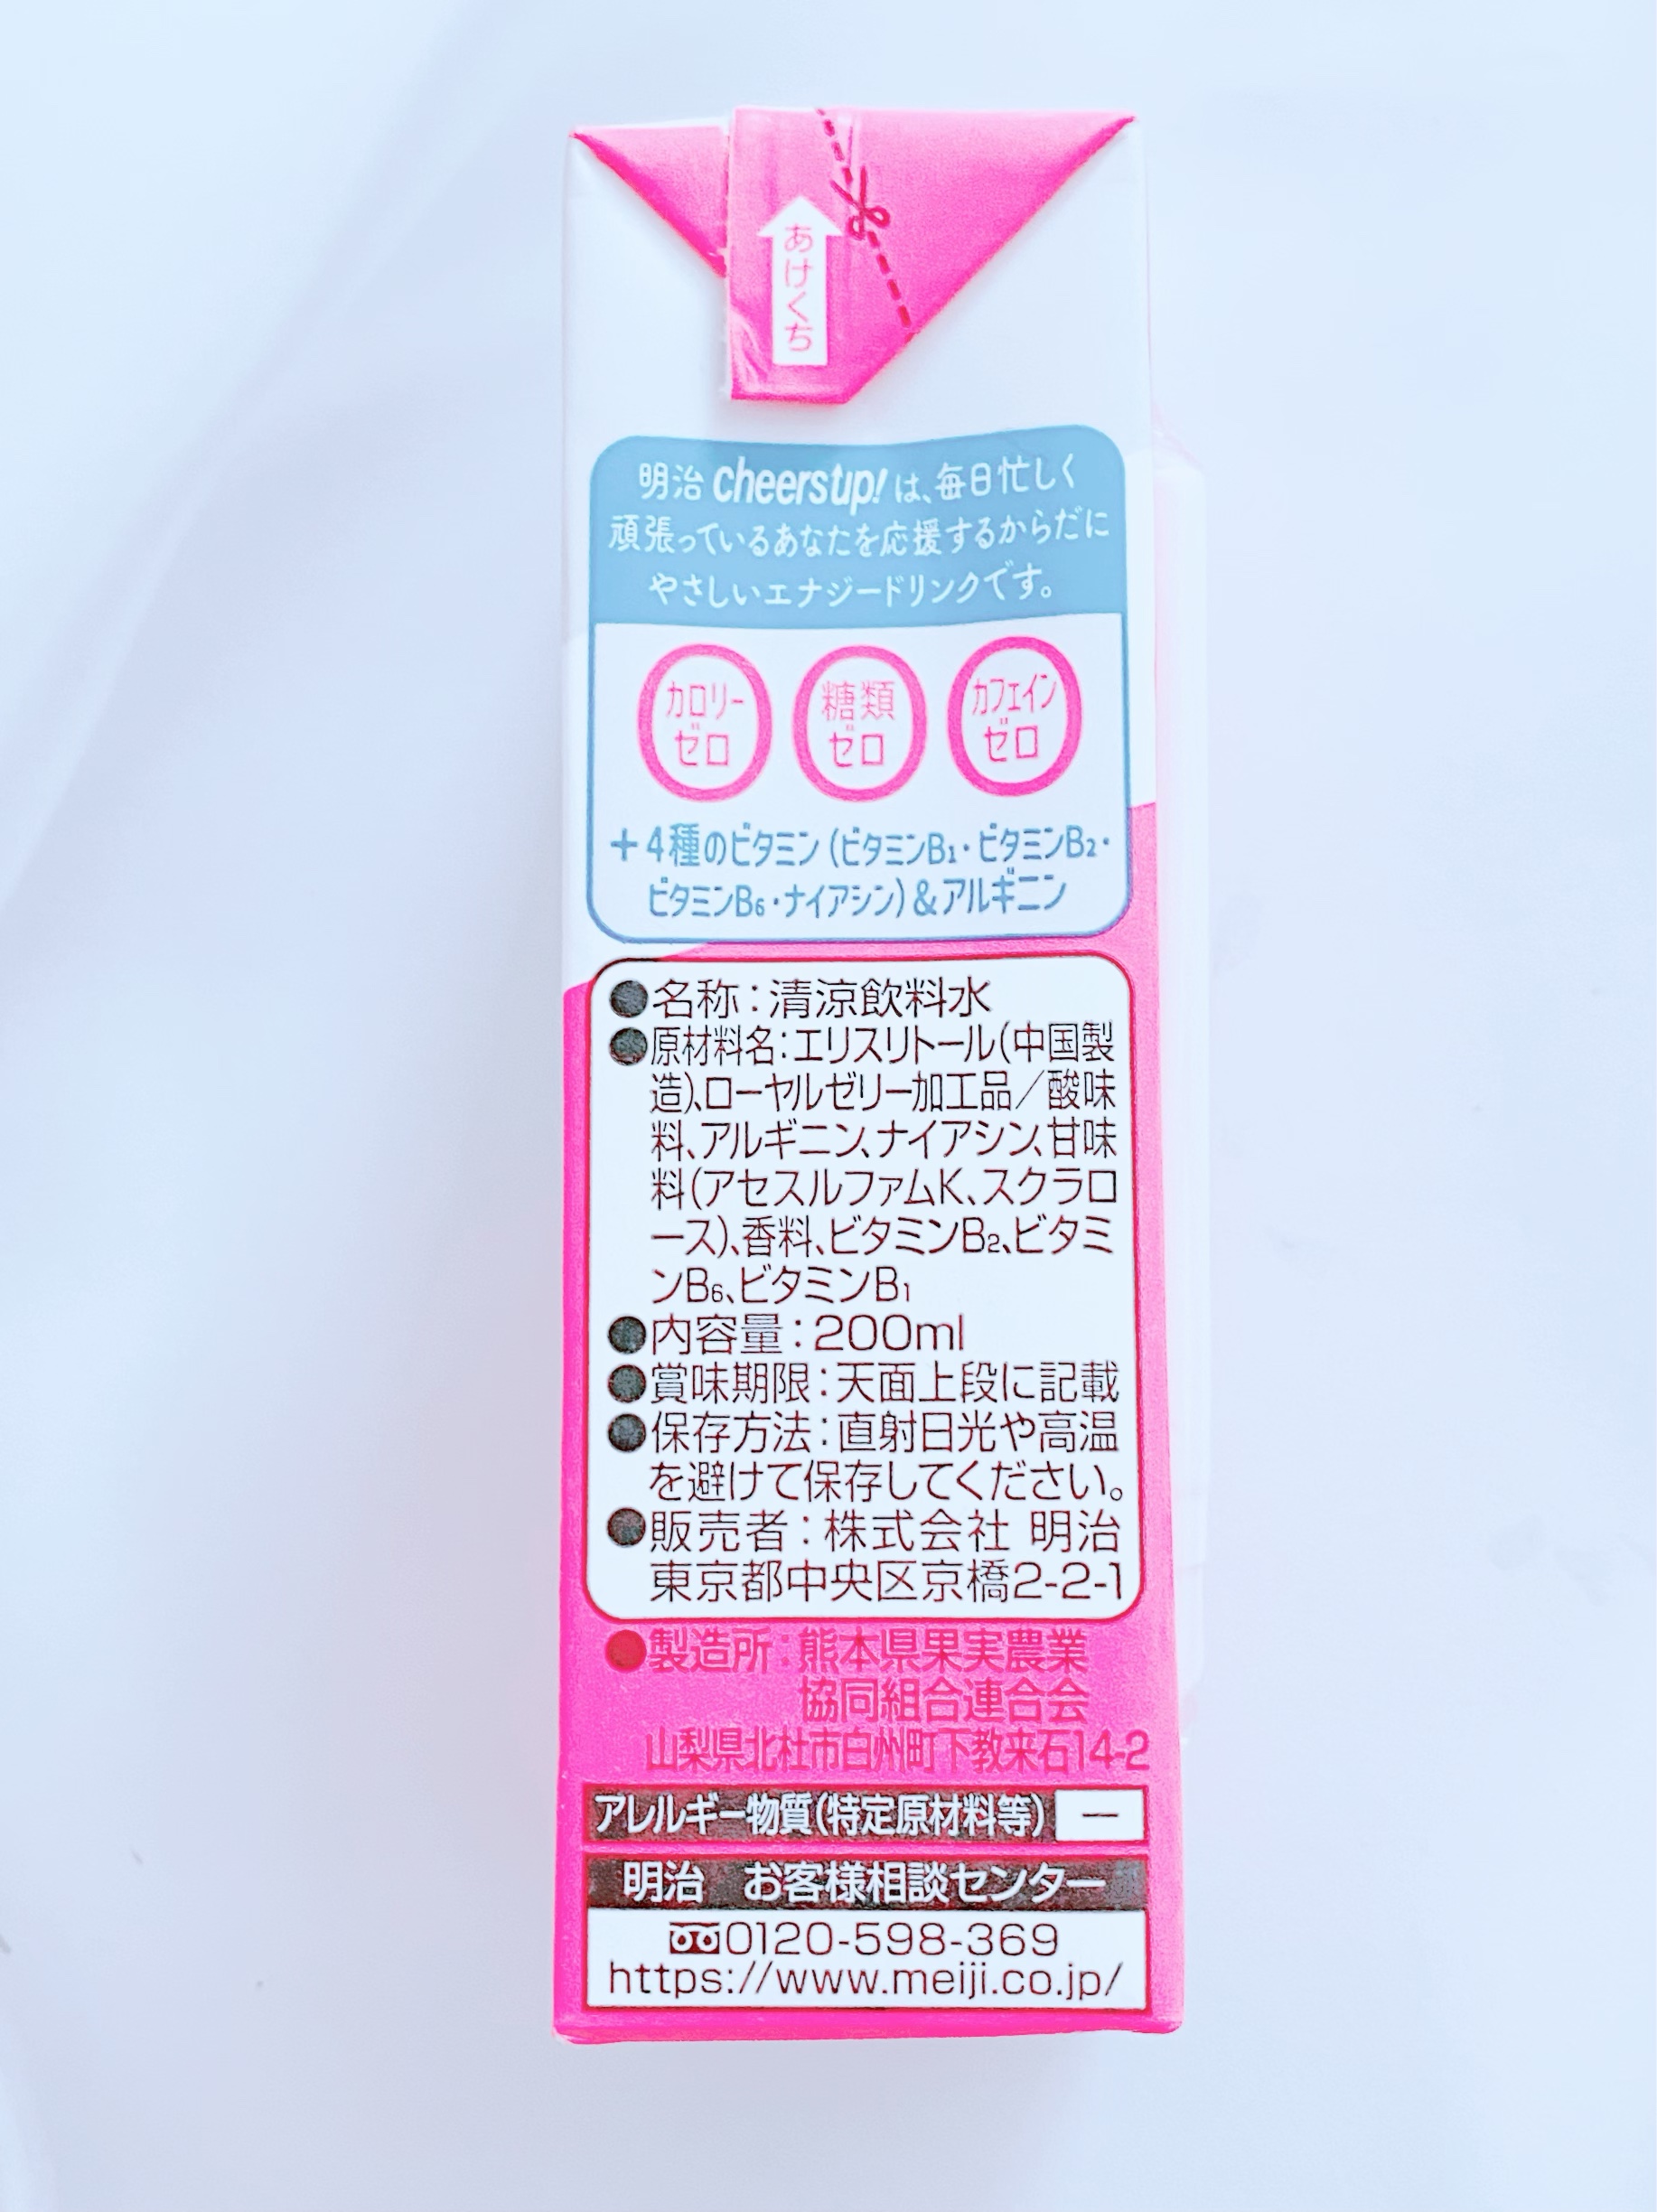 あけくち
明治 cheers up! は、毎日忙しく
頑張っているあなたを応援するからだに
やさしいエナジードリンクです。
カロリー
ゼロ
糖類
ゼロ
カフェイン
ゼロ
+4種のビタミン(ビタミンB1・ビタミンB2・
ビタミンB6・ナイアシン)&アルギニン
●名称:清涼飲料水
●原材料名:エリスリトール(中国製
造)、ローヤルゼリー加工品/酸味
料、アルギニン、ナイアシン、甘味
料(アセスルファムK、スクラロ
ース)、香料、ビタミンB2、ビタミ
ンB6、ビタミンB1
●内容量:200ml
●賞味期限:天面上段に記載
●保存方法:直射日光や高温
を避けて保存してください。
●販売者:株式会社 明治
東京都中央区京橋2-2-1
●製造所:熊本県果実農業
協同組合連合会
山梨県北杜市白州町下教来石14-2
アレルギー物質(特定原材料等) ー
明治 お客様相談センター
0120-598-369
https://www.meiji.co.jp/